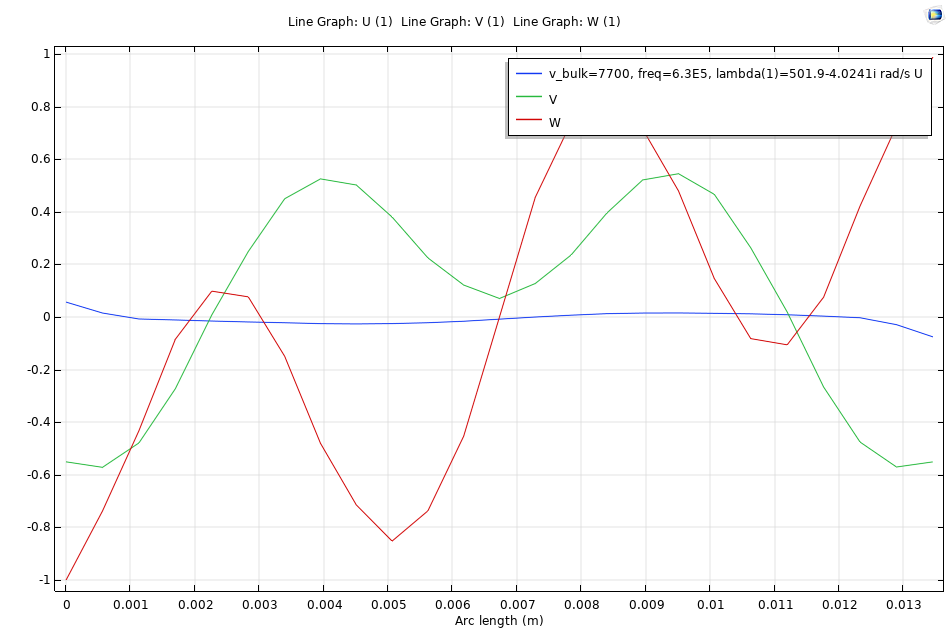 Line Graph: U (1)  Line Graph: V (1)  Line Graph: W (1)
v_bulk=7700, freq=6.3E5, lambda(1)=501.9-4.0241i rad/s U
V
W
1
0.8
0.6
0.4
0.2
0
-0.2
-0.4
-0.6
-0.8
-1
0 0.001 0.002 0.003 0.004 0.005 0.006 0.007 0.008 0.009 0.01 0.011 0.012 0.013
Arc length (m)